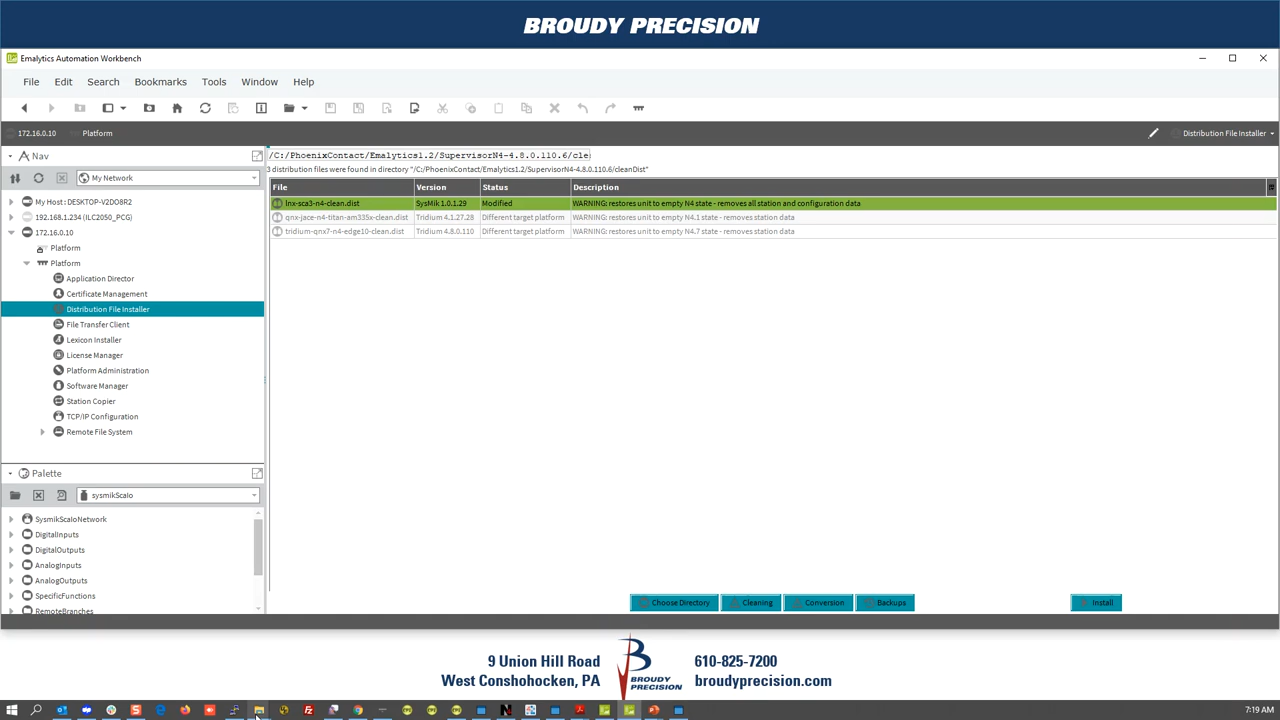 BROUDY PRECISION
Emalytics Automation Workbench
File Edit Search Bookmarks Tools Window Help
172.16.0.10 Platform Distribution File Installer
Nav
/C:/PhoenixContact/Emalytics1.2/SupervisorN4-4.8.0.110.6/cle
3 distribution files were found in directory "/C:/PhoenixContact/Emalytics1.2/SupervisorN4-4.8.0.110.6/cleanDist"
My Network
File Version Status Description
My Host : DESKTOP-V2DO8R2
lnx-sca3-n4-clean.dist SysMik 1.0.1.29 Modified WARNING: restores unit to empty N4 state - removes all station and configuration data
192.168.1.234 (ILC2050_PCG)
qnx-jace-n4-titan-am335x-clean.dist Tridium 4.1.27.28 Different target platform WARNING: restores unit to empty N4.1 state - removes station data
172.16.0.10
tridium-qnx7-n4-edge10-clean.dist Tridium 4.8.0.110 Different target platform WARNING: restores unit to empty N4.7 state - removes station data
Platform
Platform
Application Director
Certificate Management
Distribution File Installer
File Transfer Client
Lexicon Installer
License Manager
Platform Administration
Software Manager
Station Copier
TCP/IP Configuration
Remote File System
Palette
sysmikScaIo
SysmikScaIoNetwork
DigitalInputs
DigitalOutputs
AnalogInputs
AnalogOutputs
SpecificFunctions
RemoteBranches
Choose Directory Cleaning Conversion Backups Install
9 Union Hill Road
West Conshohocken, PA
BROUDY
PRECISION
610-825-7200
broudyprecision.com
7:19 AM